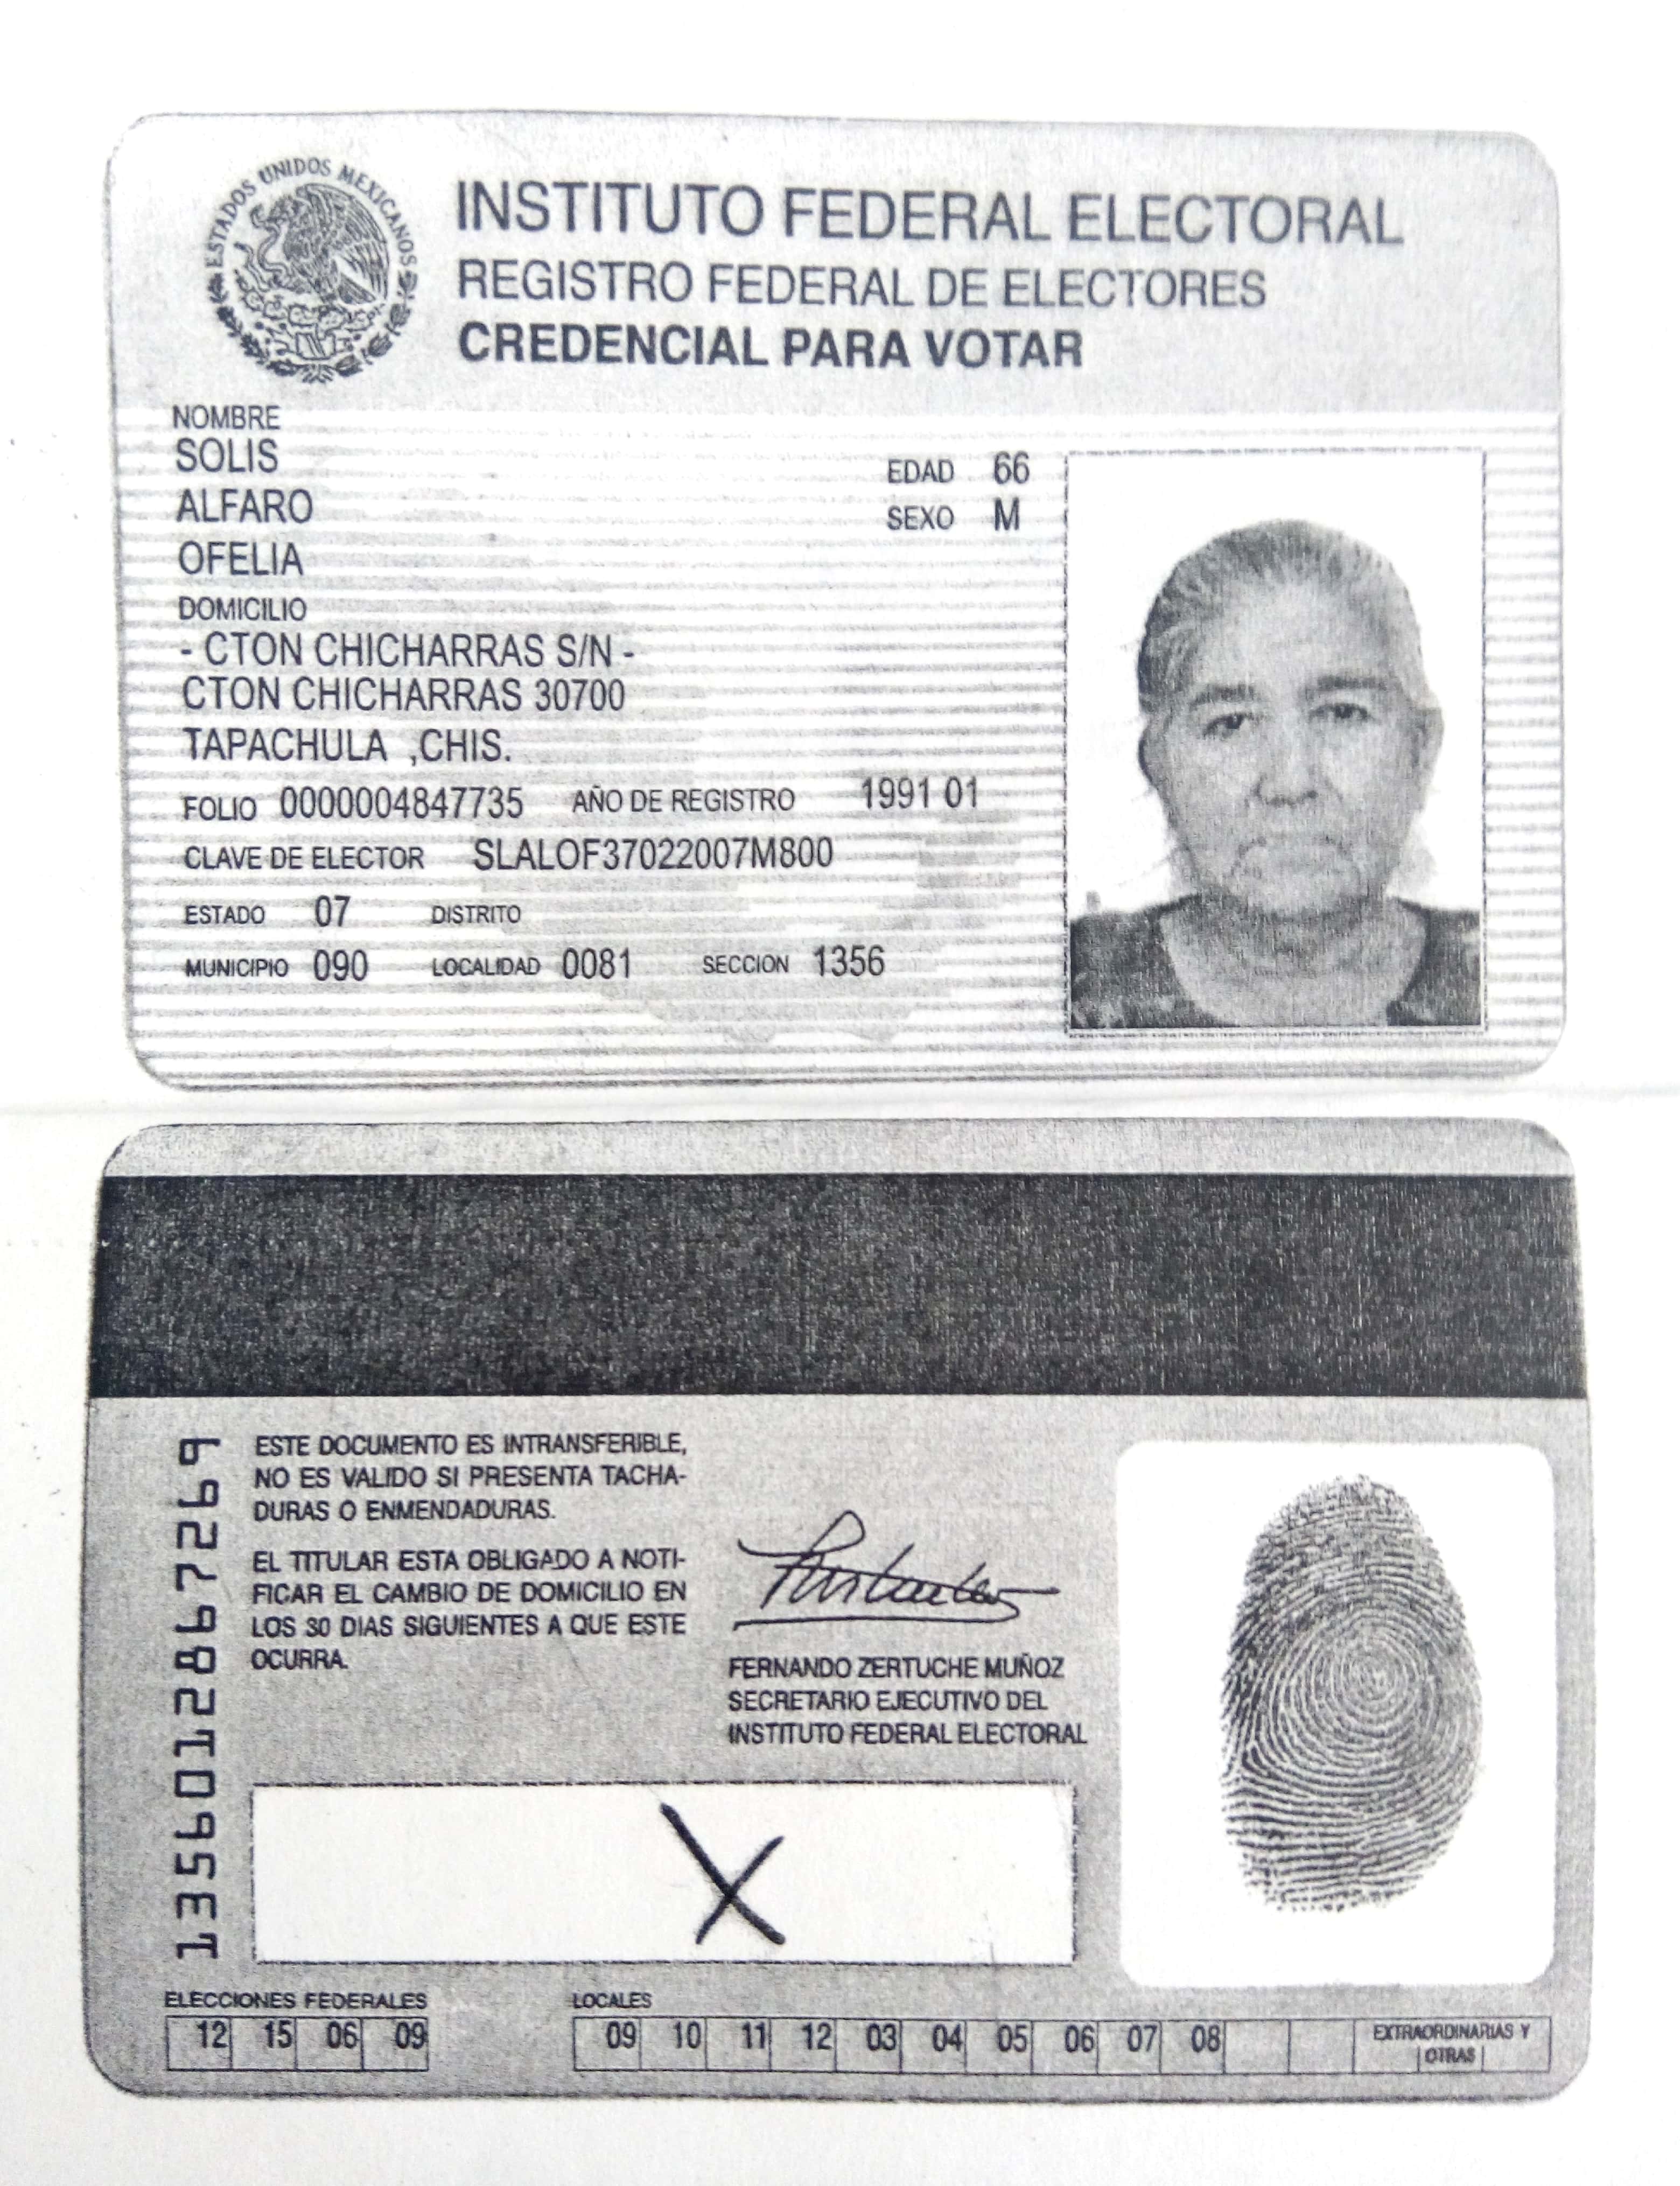 ESTADOS UNIDOS MEXICANOS
INSTITUTO FEDERAL ELECTORAL
REGISTRO FEDERAL DE ELECTORES
CREDENCIAL PARA VOTAR
NOMBRE
SOLIS
ALFARO
OFELIA
EDAD 66
SEXO M
DOMICILIO
- CTON CHICHARRAS S/N -
CTON CHICHARRAS 30700
TAPACHULA ,CHIS.
FOLIO 0000004847735 AÑO DE REGISTRO 1991 01
CLAVE DE ELECTOR SLALOF37022007M800
ESTADO 07 DISTRITO
MUNICIPIO 090 LOCALIDAD 0081 SECCION 1356
1356012867269
ESTE DOCUMENTO ES INTRANSFERIBLE,
NO ES VALIDO SI PRESENTA TACHA-
DURAS O ENMENDADURAS.
EL TITULAR ESTA OBLIGADO A NOTI-
FICAR EL CAMBIO DE DOMICILIO EN
LOS 30 DIAS SIGUIENTES A QUE ESTE
OCURRA.
FERNANDO ZERTUCHE MUÑOZ
SECRETARIO EJECUTIVO DEL
INSTITUTO FEDERAL ELECTORAL
X
ELECCIONES FEDERALES
12 15 06 09
LOCALES
09 10 11 12 03 04 05 06 07 08
EXTRAORDINARIAS Y
OTRAS